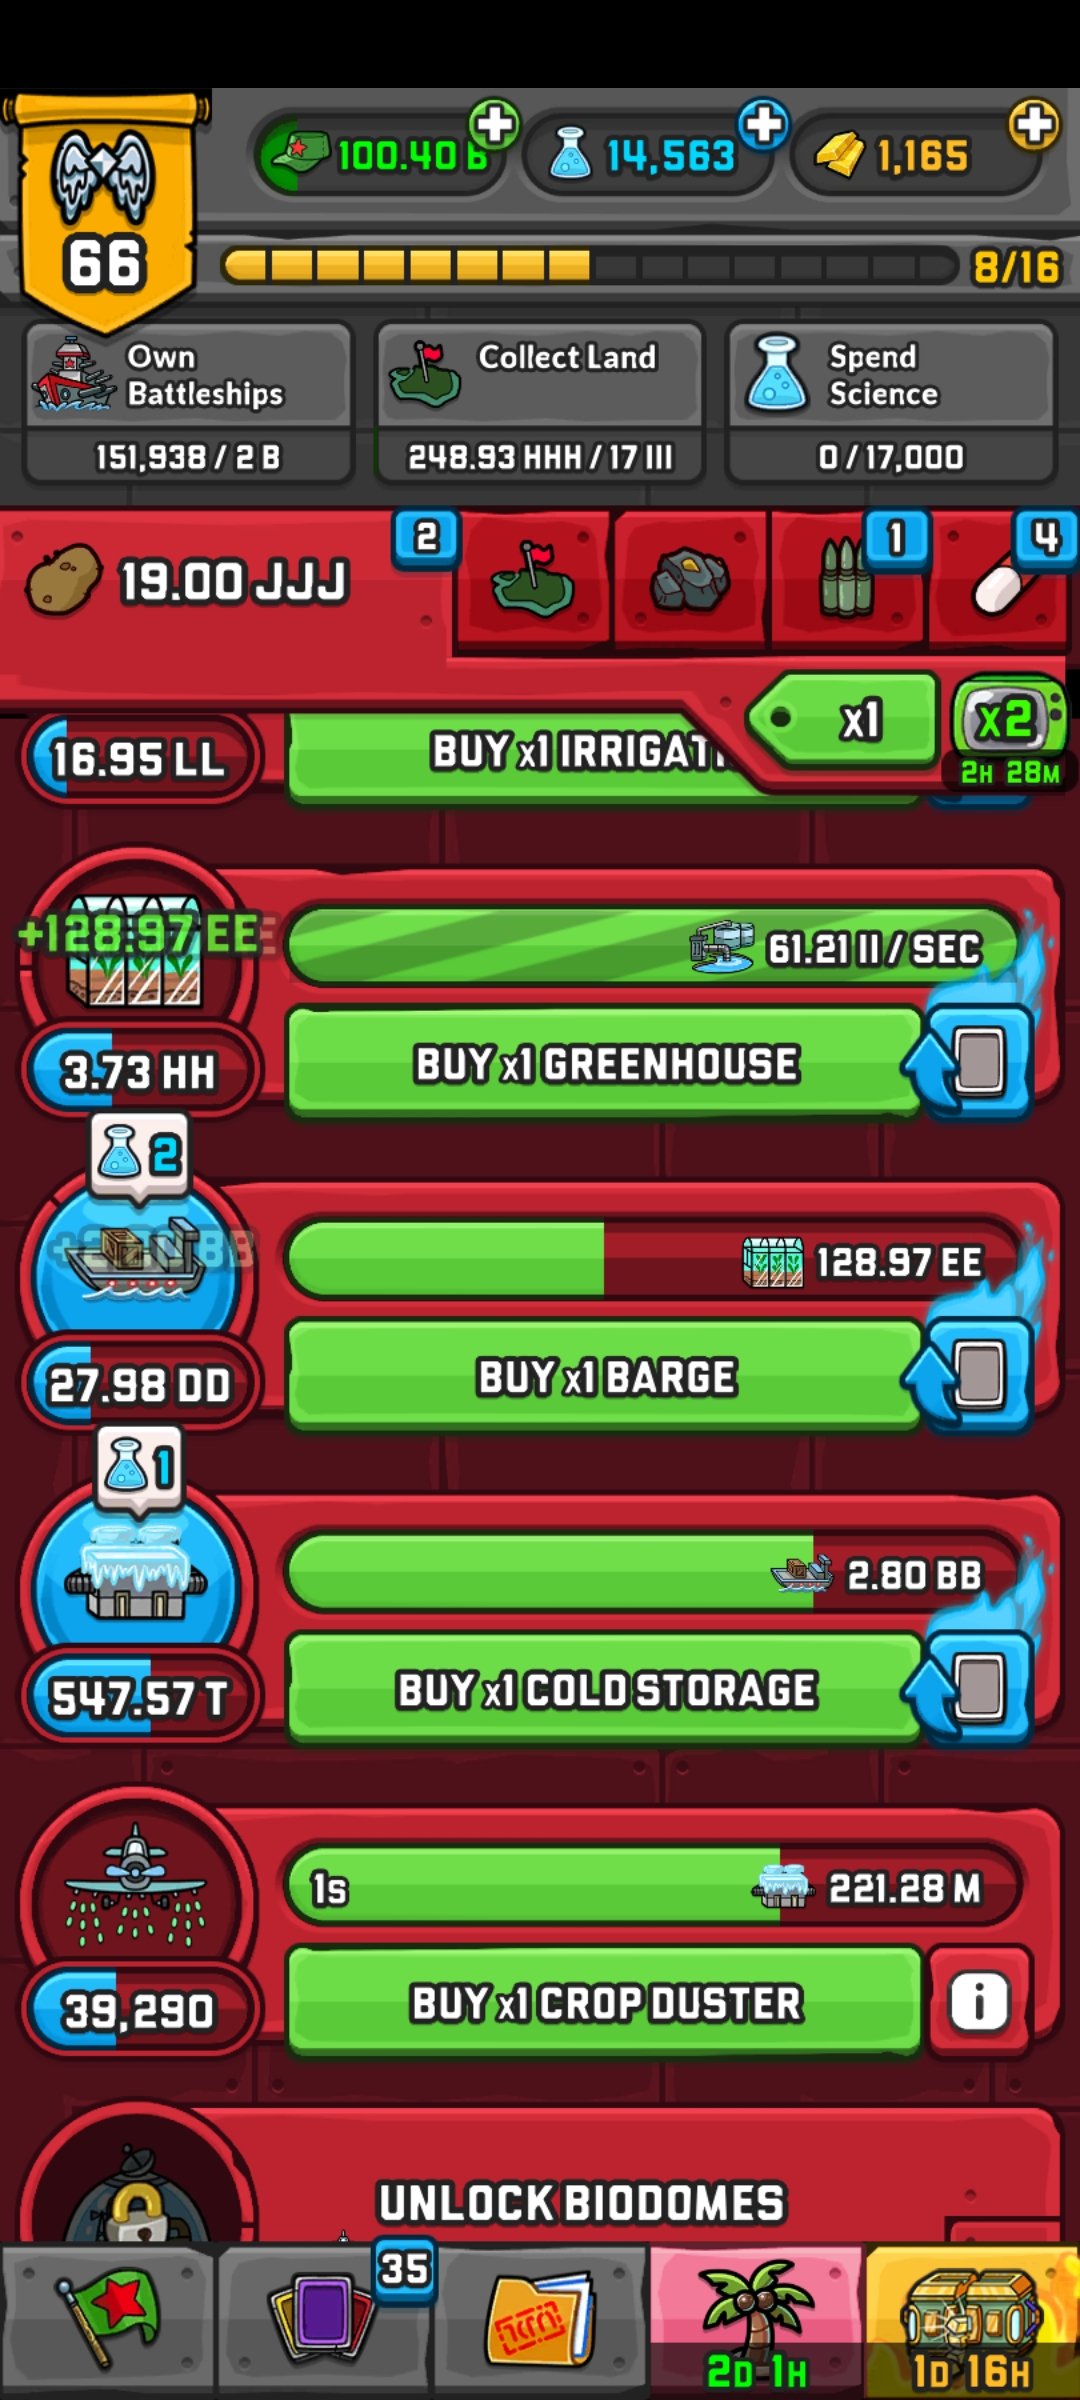 100.40 B
14,563
1,165
66
8/16
Own
Battleships
Collect Land
Spend
Science
151,938 / 2 B
248.93 HHH / 17 III
0 / 17,000
19.00 JJJ
2
1
4
x1
x2
2H 28M
16.95 LL
BUY x1
+128.97 EE
61.21 II / SEC
3.73 HH
BUY x1 GREENHOUSE
2
128.97 EE
27.98 DD
BUY x1 BARGE
1
2.80 BB
547.57 T
BUY x1 COLD STORAGE
1s
221.28 M
39,290
BUY x1 CROP DUSTER
i
UNLOCK BIODOMES
35
2D 1H
1D 16H